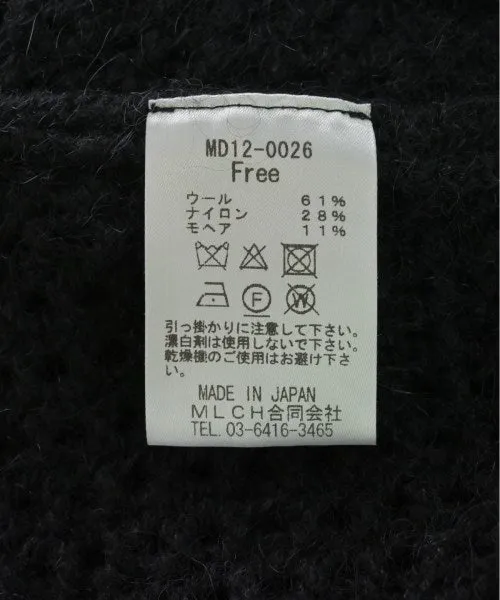 MD12-0026
Free
ウール 61%
ナイロン 28%
モヘア 11%
F
W
引っ掛かりに注意して下さい。
漂白剤は使用しないで下さい。
乾燥機のご使用はお避け下さ
い。
MADE IN JAPAN
MLCH合同会社
TEL. 03-6416-3465